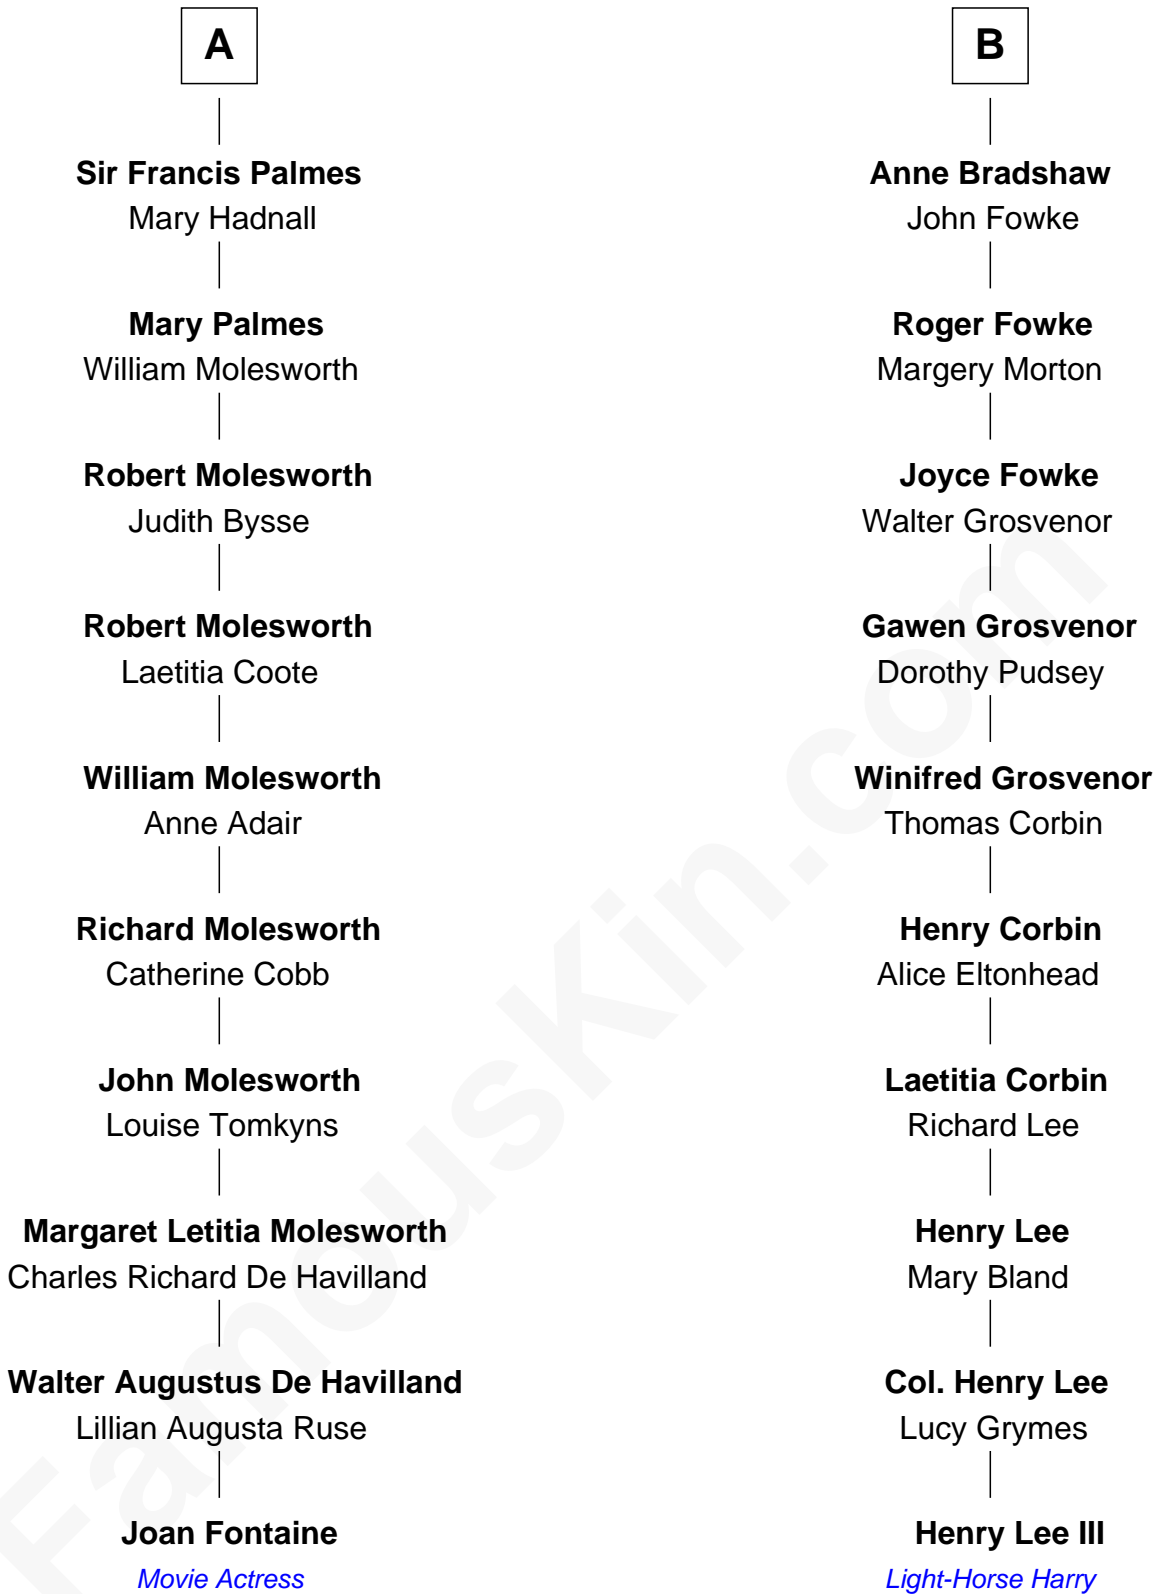 A
Sir Francis Palmes
Mary Hadnall
Mary Palmes
William Molesworth
Robert Molesworth
Judith Bysse
Robert Molesworth
Laetitia Coote
William Molesworth
Anne Adair
Richard Molesworth
Catherine Cobb
John Molesworth
Louise Tomkyns
Margaret Letitia Molesworth
Charles Richard De Havilland
Walter Augustus De Havilland
Lillian Augusta Ruse
Joan Fontaine
Movie Actress
B
Anne Bradshaw
John Fowke
Roger Fowke
Margery Morton
Joyce Fowke
Walter Grosvenor
Gawen Grosvenor
Dorothy Pudsey
Winifred Grosvenor
Thomas Corbin
Henry Corbin
Alice Eltonhead
Laetitia Corbin
Richard Lee
Henry Lee
Mary Bland
Col. Henry Lee
Lucy Grymes
Henry Lee III
Light-Horse Harry
FamousKin.com